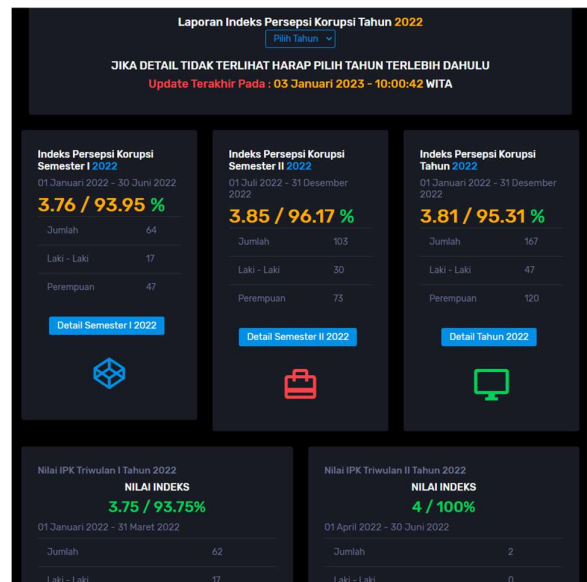 Laporan Indeks Persepsi Korupsi Tahun 2022
Pilih Tahun
JIKA DETAIL TIDAK TERLIHAT HARAP PILIH TAHUN TERLEBIH DAHULU
Update Terakhir Pada : 03 Januari 2023 - 10:00:42 WITA
Indeks Persepsi Korupsi
Semester I 2022
01 Januari 2022 - 30 Juni 2022
3.76 / 93.95 %
Jumlah 64
Laki - Laki 17
Perempuan 47
Detail Semester I 2022
Indeks Persepsi Korupsi
Semester II 2022
01 Juli 2022 - 31 Desember
2022
3.85 / 96.17 %
Jumlah 103
Laki - Laki 30
Perempuan 73
Detail Semester II 2022
Indeks Persepsi Korupsi
Tahun 2022
01 Januari 2022 - 31 Desember
2022
3.81 / 95.31 %
Jumlah 167
Laki - Laki 47
Perempuan 120
Detail Tahun 2022
Nilai IPK Triwulan I Tahun 2022
NILAI INDEKS
3.75 / 93.75%
01 Januari 2022 - 31 Maret 2022
Jumlah 62
Laki - Laki 17
Nilai IPK Triwulan II Tahun 2022
NILAI INDEKS
4 / 100%
01 April 2022 - 30 Juni 2022
Jumlah 2
Laki - Laki 0